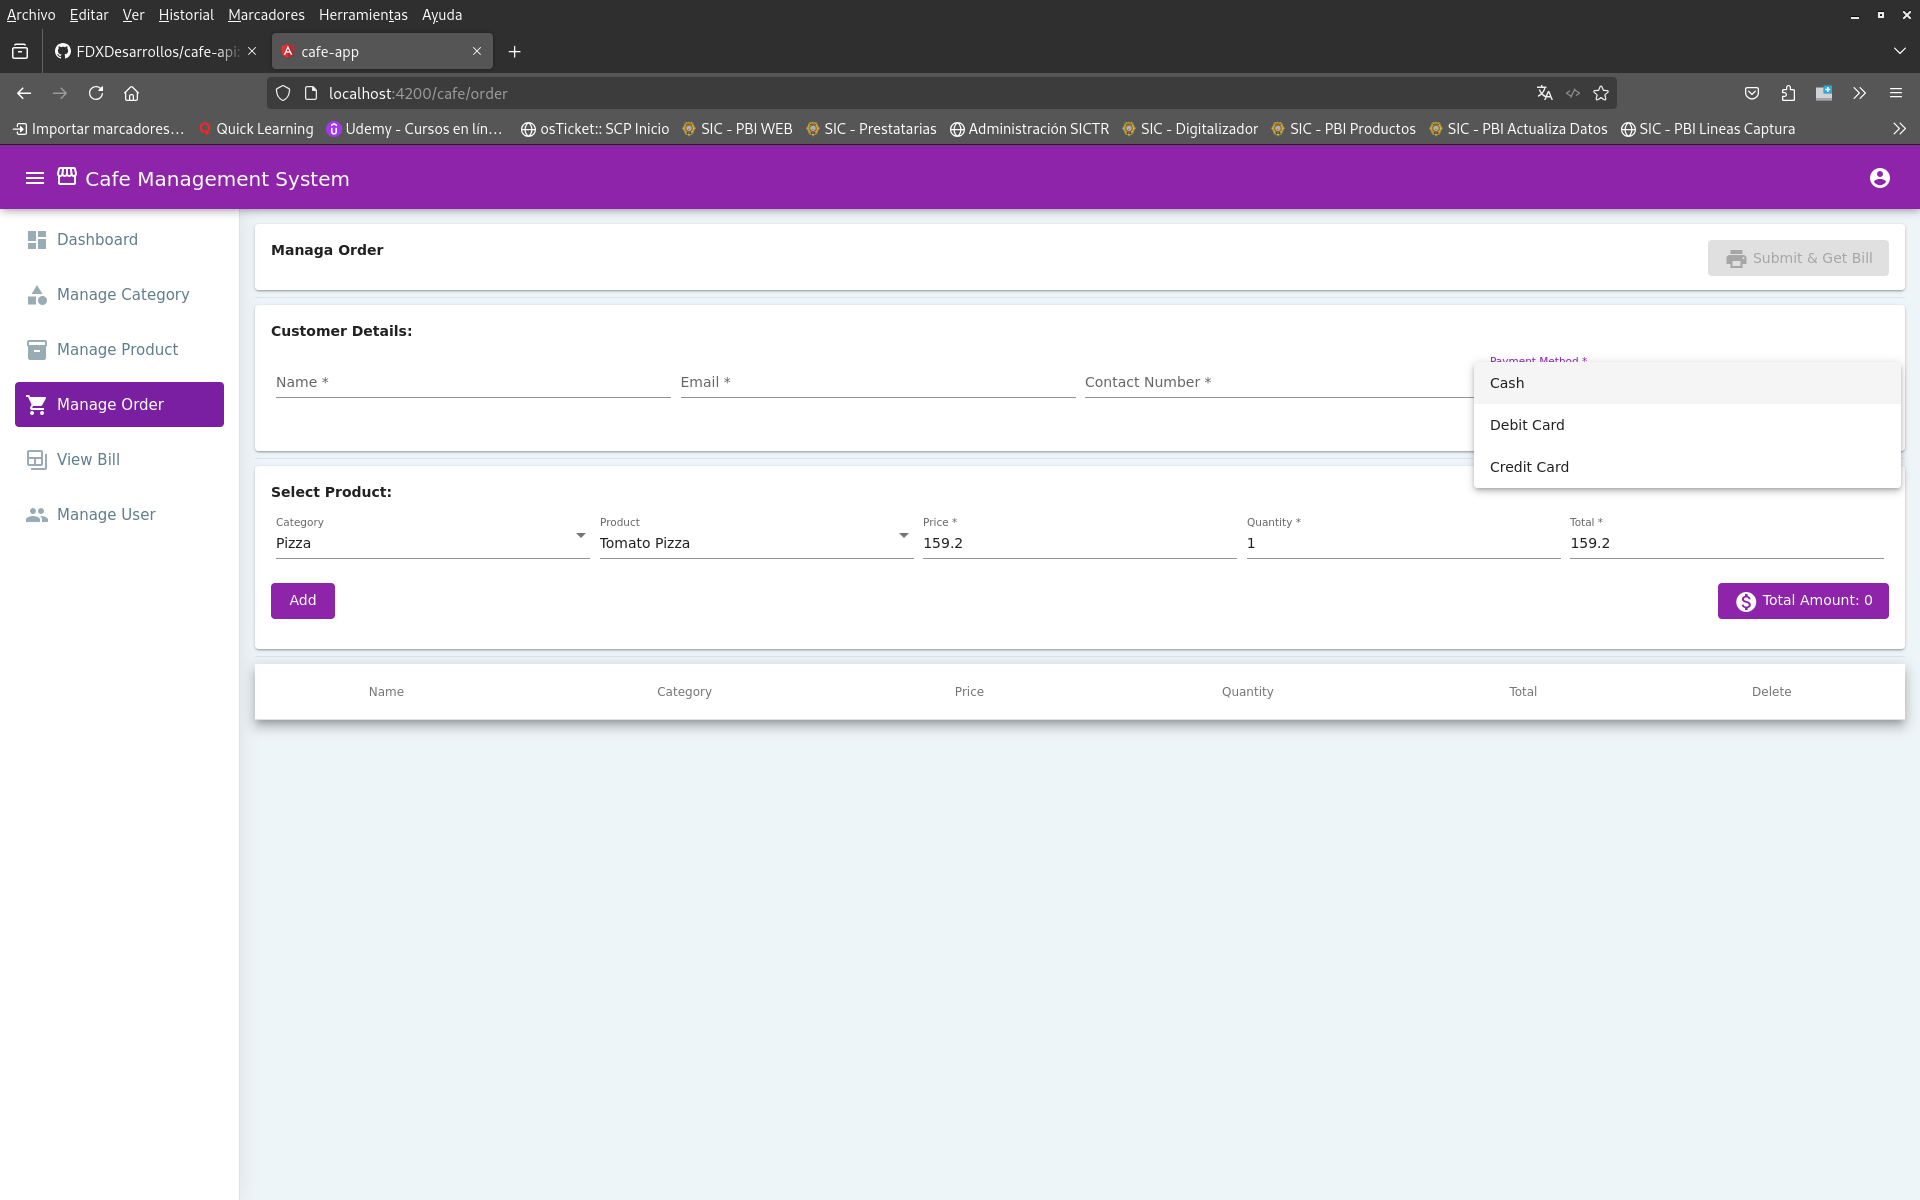 Archivo Editar Ver Historial Marcadores Herramientas Ayuda
FDXDesarrollos/cafe-api:
cafe-app
localhost:4200/cafe/order
Importar marcadores… Quick Learning Udemy - Cursos en lín… osTicket:: SCP Inicio SIC - PBI WEB SIC - Prestatarias Administración SICTR SIC - Digitalizador SIC - PBI Productos SIC - PBI Actualiza Datos SIC - PBI Lineas Captura
Cafe Management System
Dashboard
Manage Category
Manage Product
Manage Order
View Bill
Manage User
Managa Order
Submit & Get Bill
Customer Details:
Name * Email * Contact Number * Payment Method *
Cash
Debit Card
Credit Card
Select Product:
Category Product Price * Quantity * Total *
Pizza Tomato Pizza 159.2 1 159.2
Add Total Amount: 0
Name Category Price Quantity Total Delete